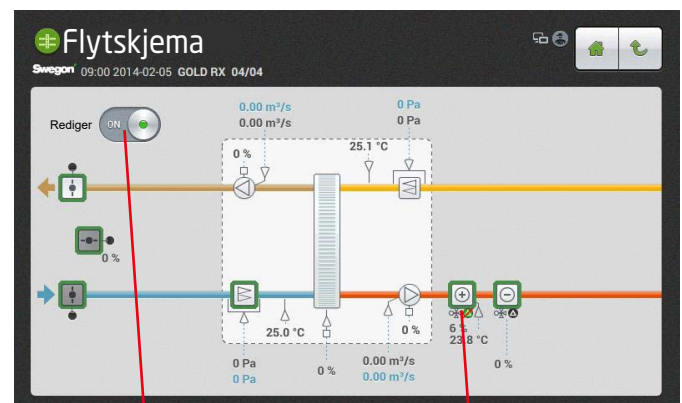 Flytskjema
Swegon 09:00 2014-02-05 GOLD RX 04/04
Rediger ON
0.00 m³/s
0.00 m³/s
0 Pa
0 Pa
0 %
25.1 °C
0 %
25.0 °C
0 %
6 %
23.8 °C
0 Pa
0 Pa
0 %
0.00 m³/s
0.00 m³/s
0 %